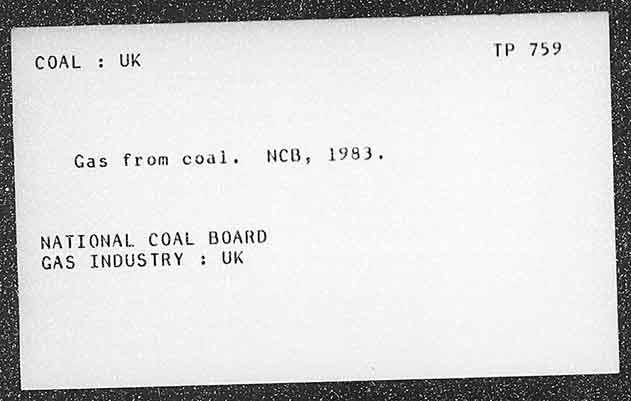 COAL : UK TP 759
Gas from coal. NCB, 1983.
NATIONAL COAL BOARD
GAS INDUSTRY : UK